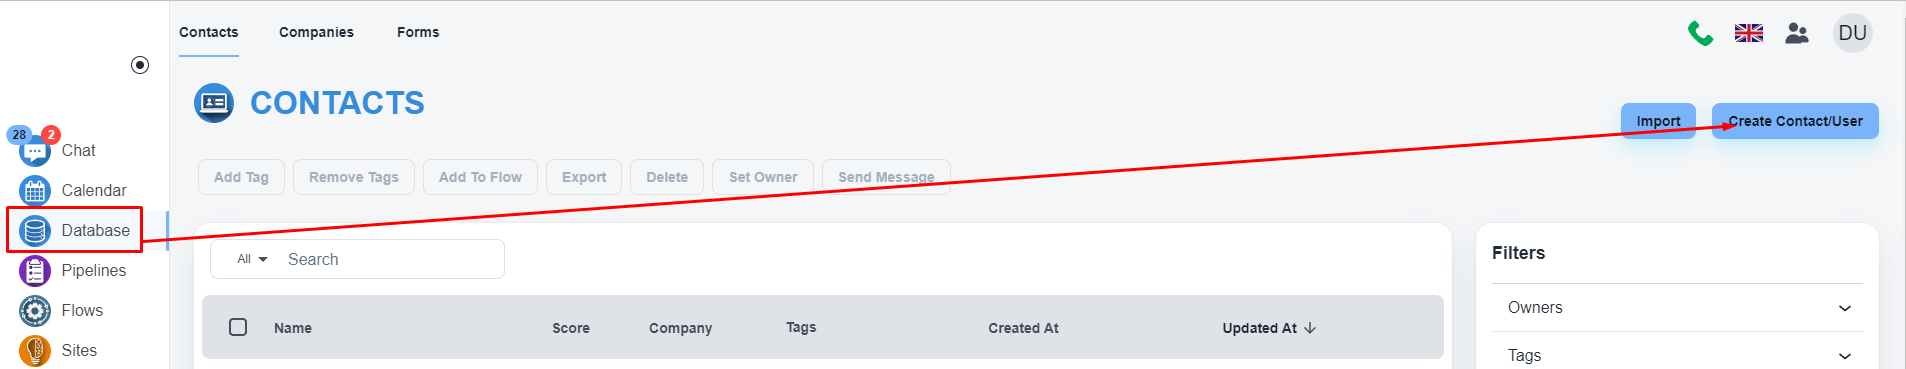 Contacts Companies Forms
DU
CONTACTS
Import Create Contact/User
28 2
Chat
Calendar
Database
Pipelines
Flows
Sites
Add Tag Remove Tags Add To Flow Export Delete Set Owner Send Message
All Search
Name Score Company Tags Created At Updated At
Filters
Owners
Tags